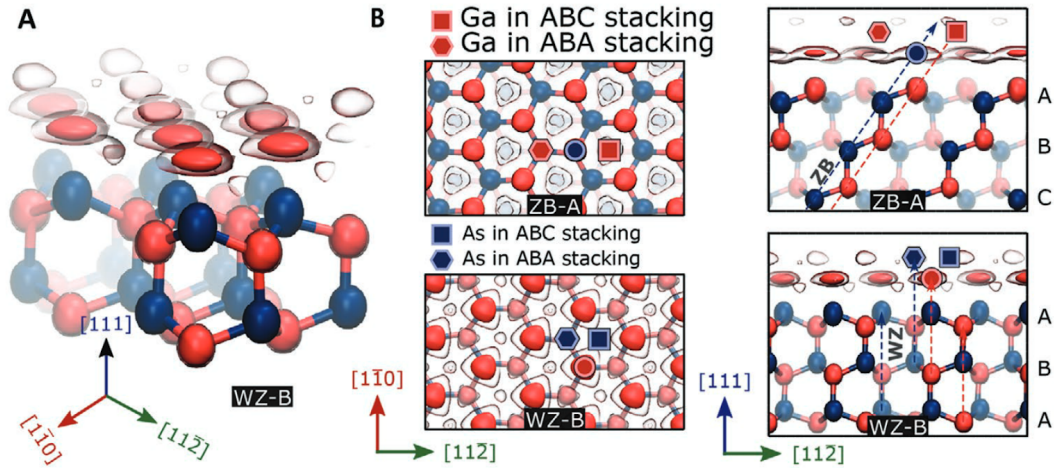 A
[111]
[11̄0]
[112̄]
WZ-B
B
Ga in ABC stacking
Ga in ABA stacking
ZB-A
As in ABC stacking
As in ABA stacking
WZ-B
[11̄0]
[112̄]
ZB
A
B
C
ZB-A
WZ
A
B
A
WZ-B
[111]
[112̄]